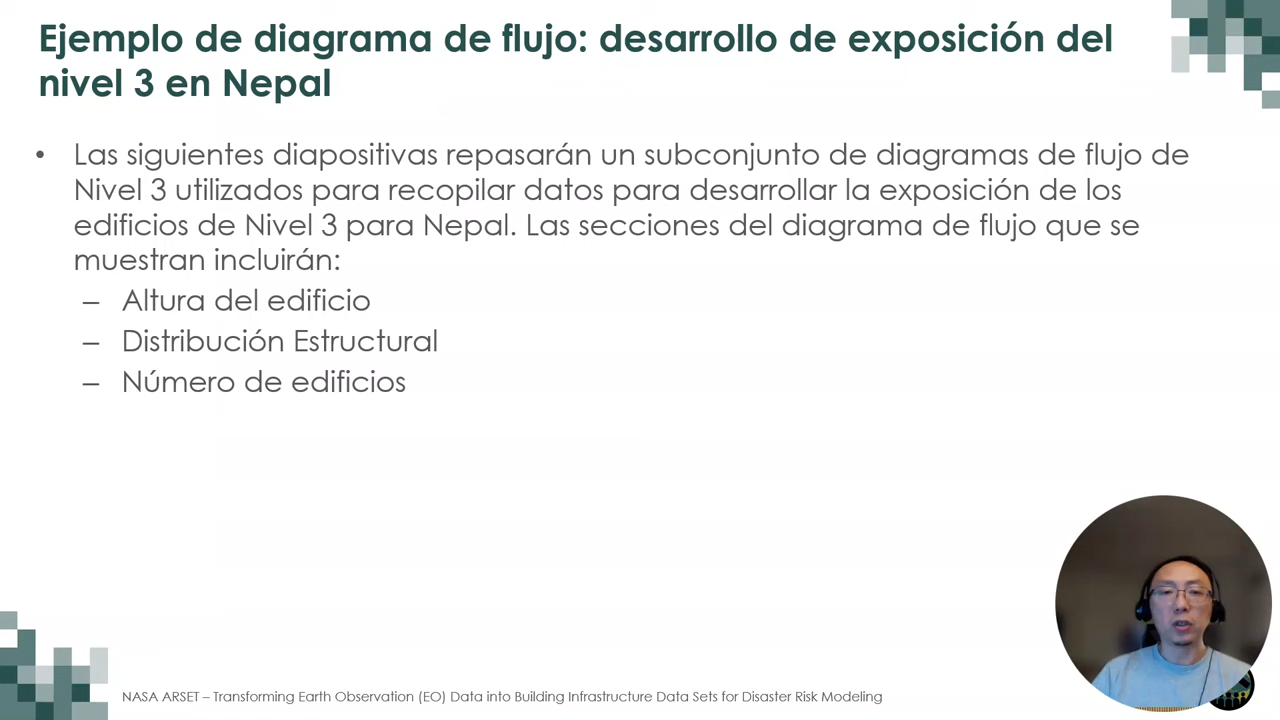 Ejemplo de diagrama de flujo: desarrollo de exposición del
nivel 3 en Nepal
• Las siguientes diapositivas repasarán un subconjunto de diagramas de flujo de
Nivel 3 utilizados para recopilar datos para desarrollar la exposición de los
edificios de Nivel 3 para Nepal. Las secciones del diagrama de flujo que se
muestran incluirán:
– Altura del edificio
– Distribución Estructural
– Número de edificios
NASA ARSET – Transforming Earth Observation (EO) Data into Building Infrastructure Data Sets for Disaster Risk Modeling